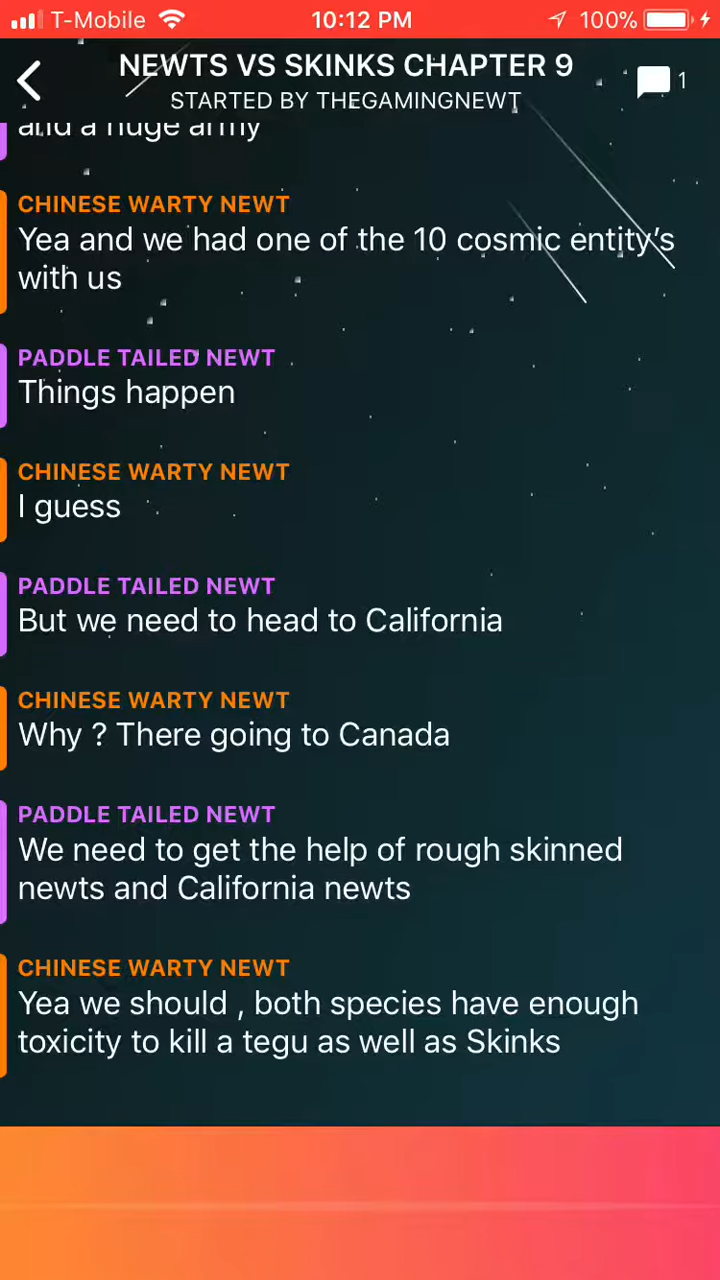 T-Mobile 10:12 PM 100%
NEWTS VS SKINKS CHAPTER 9
STARTED BY THEGAMINGNEWT
1
and a huge army
CHINESE WARTY NEWT
Yea and we had one of the 10 cosmic entity's
with us
PADDLE TAILED NEWT
Things happen
CHINESE WARTY NEWT
I guess
PADDLE TAILED NEWT
But we need to head to California
CHINESE WARTY NEWT
Why ? There going to Canada
PADDLE TAILED NEWT
We need to get the help of rough skinned
newts and California newts
CHINESE WARTY NEWT
Yea we should , both species have enough
toxicity to kill a tegu as well as Skinks